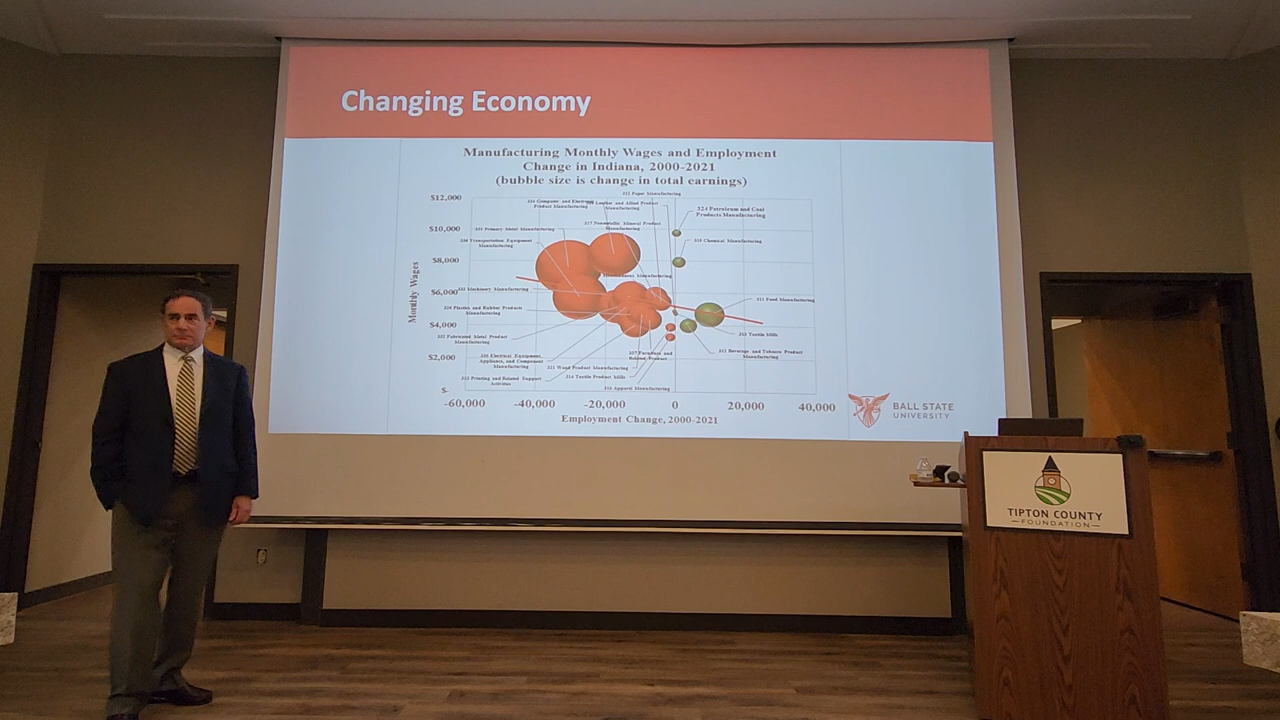 Changing Economy
Manufacturing Monthly Wages and Employment
Change in Indiana, 2000-2021
(bubble size is change in total earnings)
322 Paper Manufacturing
$12,000
334 Computer and Electronic
Product Manufacturing
Leather and Allied Product
Manufacturing
324 Petroleum and Coal
Products Manufacturing
327 Nonmetallic Mineral Product
Manufacturing
$10,000
331 Primary Metal Manufacturing
336 Transportation Equipment
Manufacturing
325 Chemical Manufacturing
$8,000
Manufacturing
Monthly Wages
$6,000
333 Machinery Manufacturing
311 Food Manufacturing
326 Plastics and Rubber Products
Manufacturing
$4,000
332 Fabricated Metal Product
Manufacturing
313 Textile Mills
335 Electrical Equipment,
Appliance, and Component
Manufacturing
337 Furniture and
Related Product
312 Beverage and Tobacco Product
Manufacturing
$2,000
321 Wood Product Manufacturing
323 Printing and Related Support
Activities
314 Textile Product Mills
315 Apparel Manufacturing
$-
-60,000
-40,000
-20,000
0
20,000
40,000
Employment Change, 2000-2021
BALL STATE
UNIVERSITY
TIPTON COUNTY
FOUNDATION